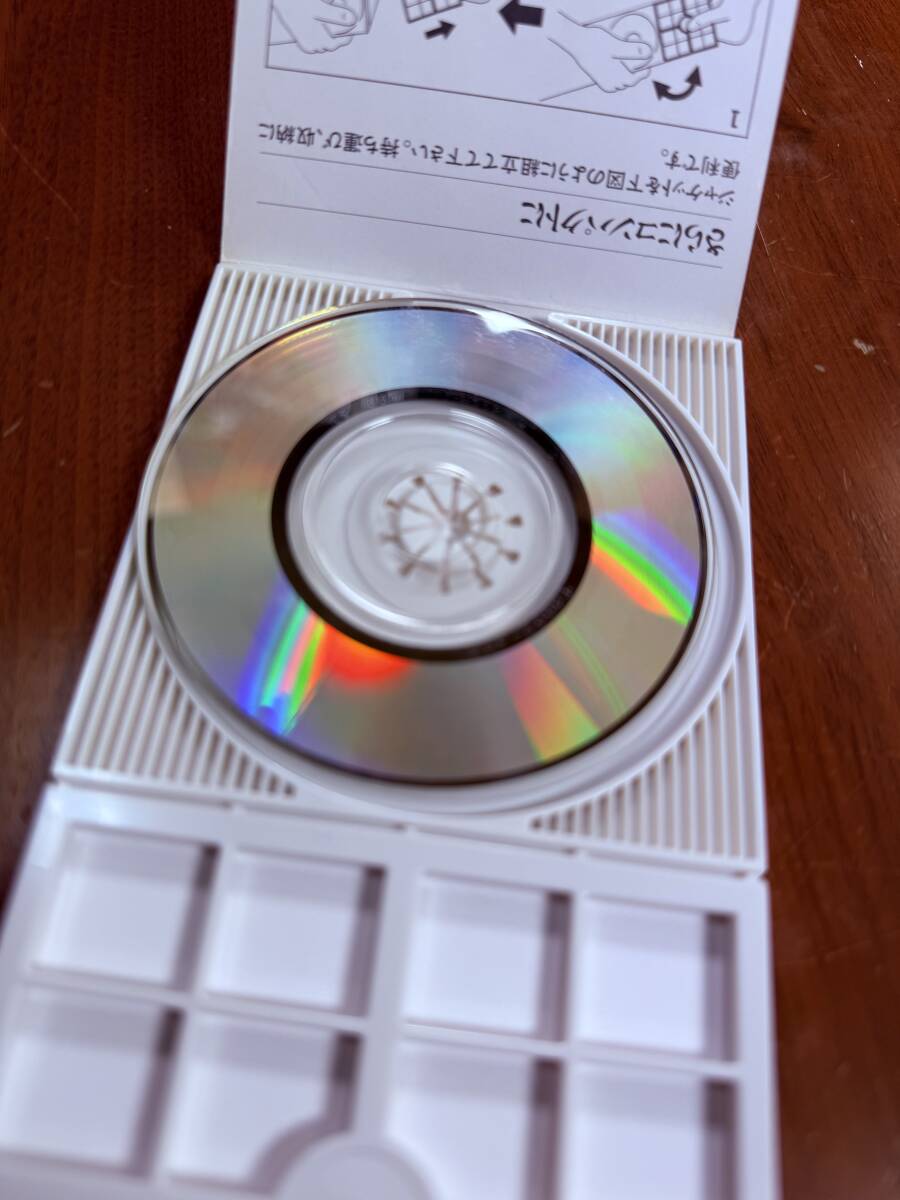 さらにコンパクトに
ジャケットを下図のように組立てて下さい。持ち運び、収納に
便利です。
1